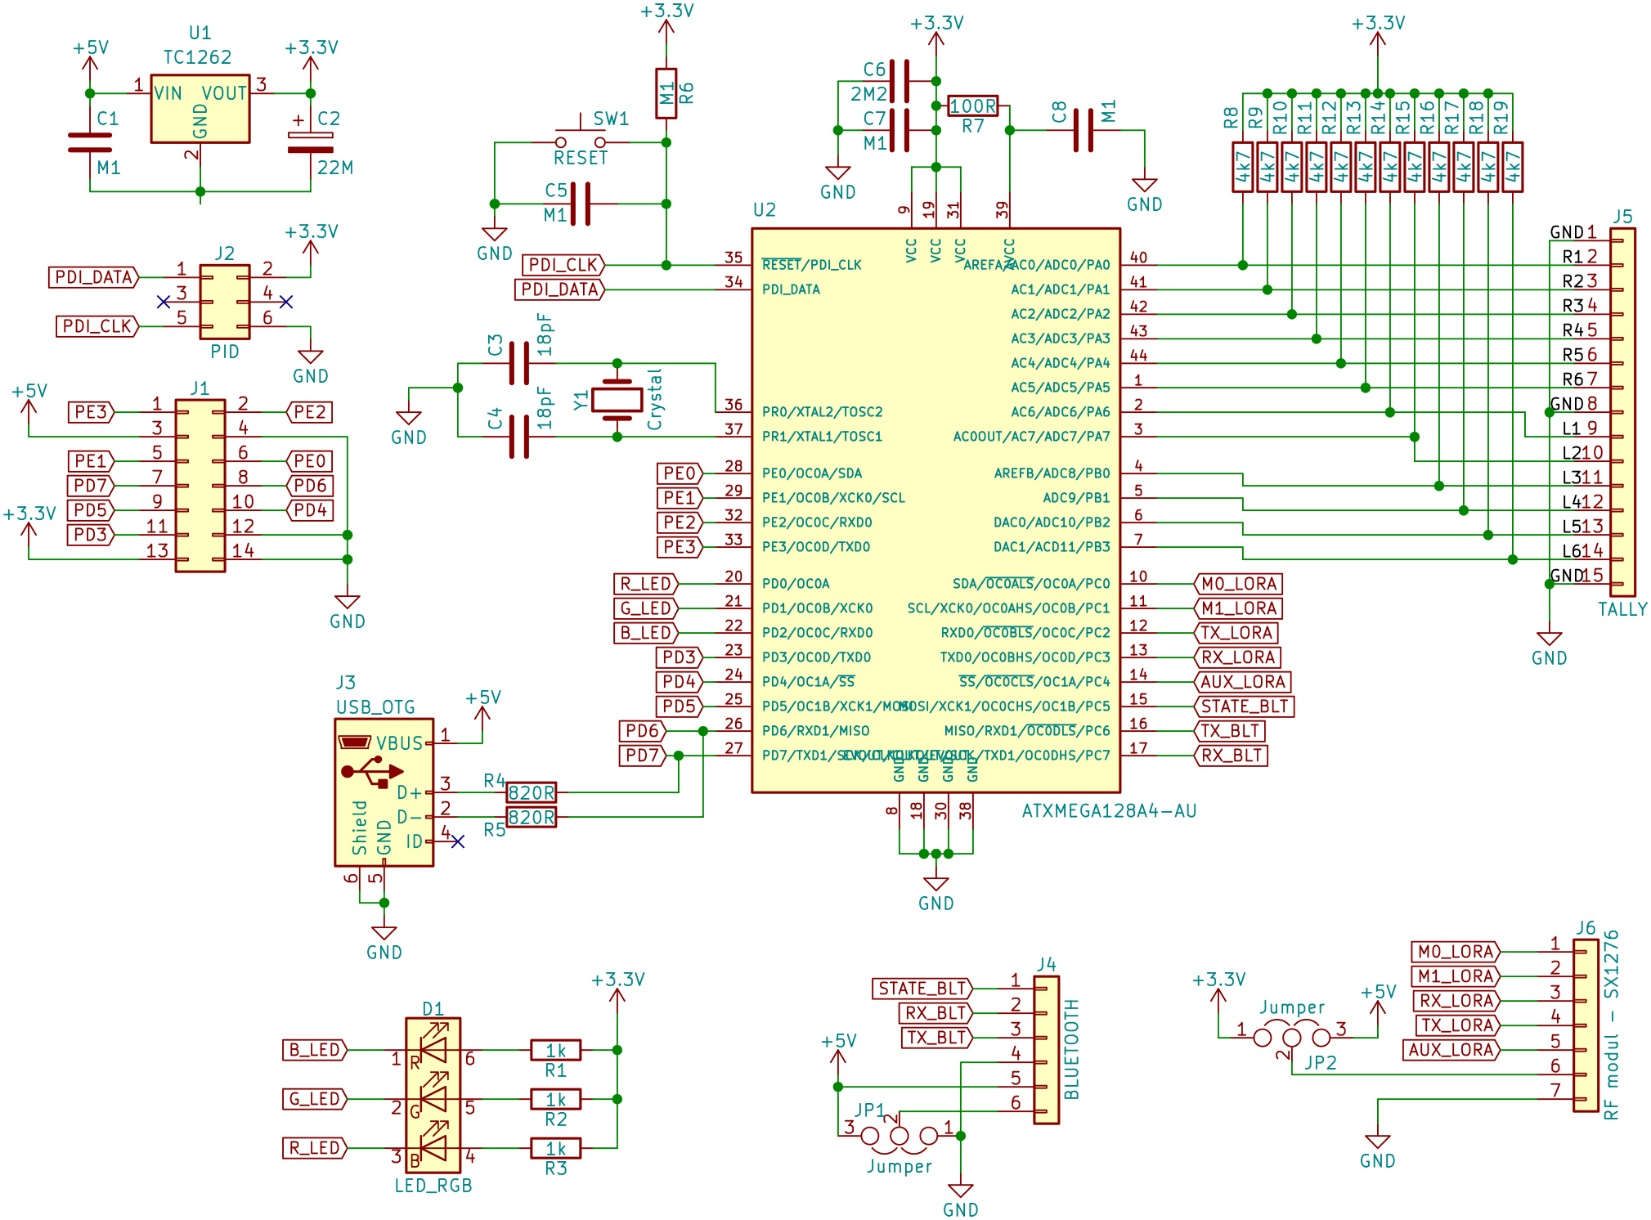 U1
TC1262
+5V
+3.3V
1 VIN VOUT 3
GND
2
C1
M1
C2
+
22M
J2
+3.3V
PDI_DATA 1 2
3 4
PDI_CLK 5 6
PID
GND
J1
+5V
PE3 1 2 PE2
3 4
PE1 5 6 PE0
PD7 7 8 PD6
PD5 9 10 PD4
+3.3V
PD3 11 12
13 14
GND
+3.3V
M1
R6
SW1
RESET
C5
M1
GND
PDI_CLK
PDI_DATA
C3
18pF
C4
18pF
Y1
Crystal
GND
+3.3V
C6
2M2
C7
M1
GND
100R
R7
C8
M1
GND
U2
9 19 31 39
VCC VCC VCC VCC
35 RESET/PDI_CLK
34 PDI_DATA
36 PR0/XTAL2/TOSC2
37 PR1/XTAL1/TOSC1
PE0 28 PE0/OC0A/SDA
PE1 29 PE1/OC0B/XCK0/SCL
PE2 32 PE2/OC0C/RXD0
PE3 33 PE3/OC0D/TXD0
R_LED 20 PD0/OC0A
G_LED 21 PD1/OC0B/XCK0
B_LED 22 PD2/OC0C/RXD0
PD3 23 PD3/OC0D/TXD0
PD4 24 PD4/OC1A/SS
PD5 25 PD5/OC1B/XCK1/MOSI
PD6 26 PD6/RXD1/MISO
PD7 27 PD7/TXD1/
AREFA/AC0/ADC0/PA0 40
AC1/ADC1/PA1 41
AC2/ADC2/PA2 42
AC3/ADC3/PA3 43
AC4/ADC4/PA4 44
AC5/ADC5/PA5 1
AC6/ADC6/PA6 2
AC0OUT/AC7/ADC7/PA7 3
AREFB/ADC8/PB0 4
ADC9/PB1 5
DAC0/ADC10/PB2 6
DAC1/ACD11/PB3 7
SDA/OC0ALS/OC0A/PC0 10 M0_LORA
SCL/XCK0/OC0AHS/OC0B/PC1 11 M1_LORA
RXD0/OC0BLS/OC0C/PC2 12 TX_LORA
TXD0/OC0BHS/OC0D/PC3 13 RX_LORA
SS/OC0CLS/OC1A/PC4 14 AUX_LORA
MOSI/XCK1/OC0CHS/OC1B/PC5 15 STATE_BLT
MISO/RXD1/OC0DLS/PC6 16 TX_BLT
/TXD1/OC0DHS/PC7 17 RX_BLT
GND GND GND GND
8 18 30 38
ATXMEGA128A4-AU
GND
+3.3V
R8 R9 R10 R11 R12 R13 R14 R15 R16 R17 R18 R19
4k7 4k7 4k7 4k7 4k7 4k7 4k7 4k7 4k7 4k7 4k7 4k7
J5
GND 1
R1 2
R2 3
R3 4
R4 5
R5 6
R6 7
GND 8
L1 9
L2 10
L3 11
L4 12
L5 13
L6 14
GND 15
TALLY
GND
J3
USB_OTG
+5V
VBUS 1
D+ 3
D- 2
ID 4
Shield
GND
6 5
GND
R4
820R
820R
R5
+3.3V
D1
B_LED 1 R 6 1k
R1
G_LED 2 G 5 1k
R2
R_LED 3 B 4 1k
R3
LED_RGB
J4
STATE_BLT 1
RX_BLT 2
TX_BLT 3
4
5
6
BLUETOOTH
+5V
JP1
3 2 1
Jumper
GND
+3.3V
Jumper
+5V
1 2 3
JP2
J6
M0_LORA 1
M1_LORA 2
RX_LORA 3
TX_LORA 4
AUX_LORA 5
6
7
RF modul - SX1276
GND